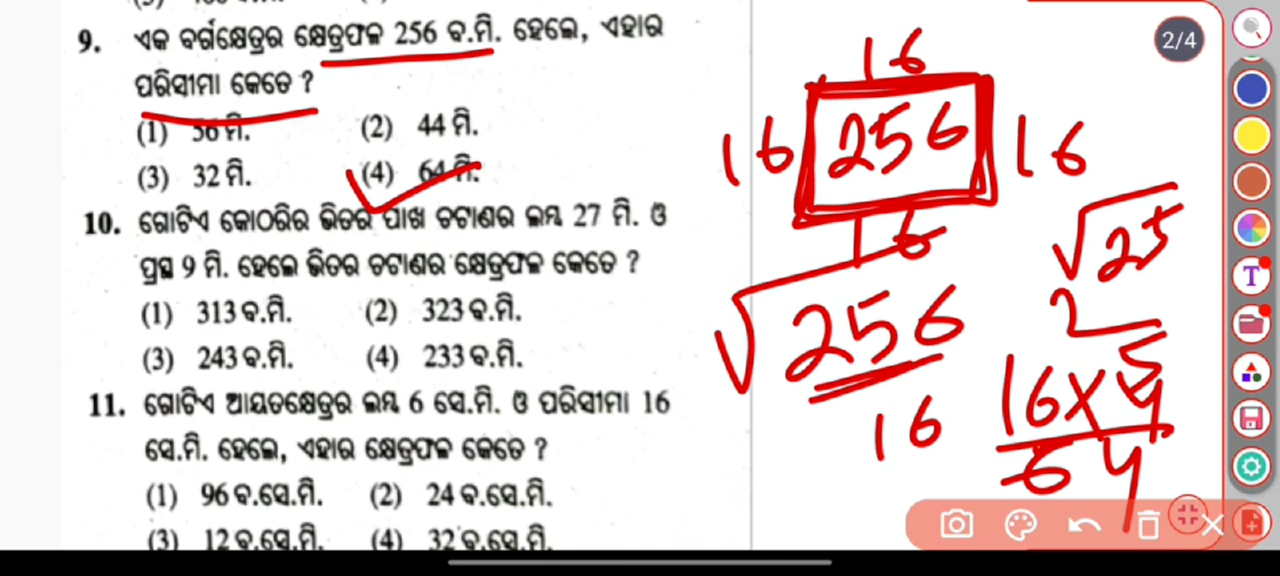 9. ଏକ ବର୍ଗକ୍ଷେତ୍ରର କ୍ଷେତ୍ରଫଳ 256 ବ.ମି. ହେଲେ, ଏହାର
ପରିସୀମା କେତେ ?
(1) 56 ମି. (2) 44 ମି.
(3) 32 ମି. (4) 64 ମି.
10. ଗୋଟିଏ କୋଠରିର ଭିତର ପାଖ ଚଟାଣର ଲମ୍ବ 27 ମି. ଓ
ପ୍ରସ୍ଥ 9 ମି. ହେଲେ ଭିତର ଚଟାଣର କ୍ଷେତ୍ରଫଳ କେତେ ?
(1) 313 ବ.ମି. (2) 323 ବ.ମି.
(3) 243 ବ.ମି. (4) 233 ବ.ମି.
11. ଗୋଟିଏ ଆୟତକ୍ଷେତ୍ରର ଲମ୍ବ 6 ସେ.ମି. ଓ ପରିସୀମା 16
ସେ.ମି. ହେଲେ, ଏହାର କ୍ଷେତ୍ରଫଳ କେତେ ?
(1) 96 ବ.ସେ.ମି. (2) 24 ବ.ସେ.ମି.
(3) 12 ବ.ସେ.ମି. (4) 32 ବ.ସେ.ମି.
16
16 256 16
16
√25
√256
25
16
16×4
64
2/4
T